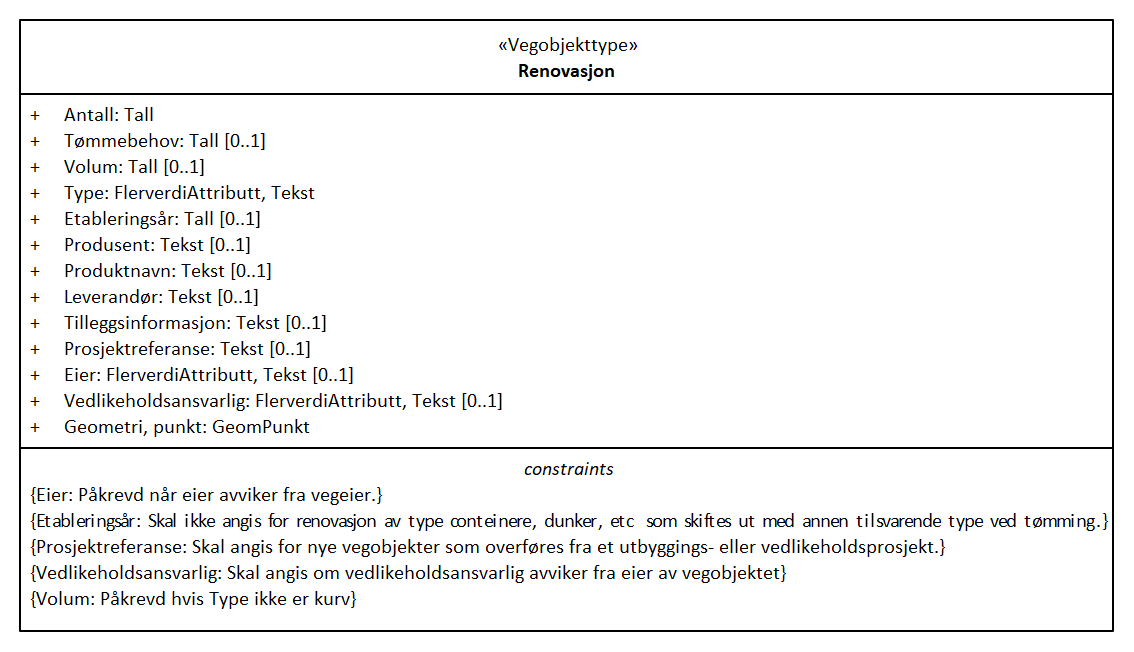 «Vegobjekttype»
Renovasjon
+ Antall: Tall
+ Tømmebehov: Tall [0..1]
+ Volum: Tall [0..1]
+ Type: FlerverdiAttributt, Tekst
+ Etableringsår: Tall [0..1]
+ Produsent: Tekst [0..1]
+ Produktnavn: Tekst [0..1]
+ Leverandør: Tekst [0..1]
+ Tilleggsinformasjon: Tekst [0..1]
+ Prosjektreferanse: Tekst [0..1]
+ Eier: FlerverdiAttributt, Tekst [0..1]
+ Vedlikeholdsansvarlig: FlerverdiAttributt, Tekst [0..1]
+ Geometri, punkt: GeomPunkt
constraints
{Eier: Påkrevd når eier avviker fra vegeier.}
{Etableringsår: Skal ikke angis for renovasjon av type conteinere, dunker, etc som skiftes ut med annen tilsvarende type ved tømming.}
{Prosjektreferanse: Skal angis for nye vegobjekter som overføres fra et utbyggings- eller vedlikeholdsprosjekt.}
{Vedlikeholdsansvarlig: Skal angis om vedlikeholdsansvarlig avviker fra eier av vegobjektet}
{Volum: Påkrevd hvis Type ikke er kurv}